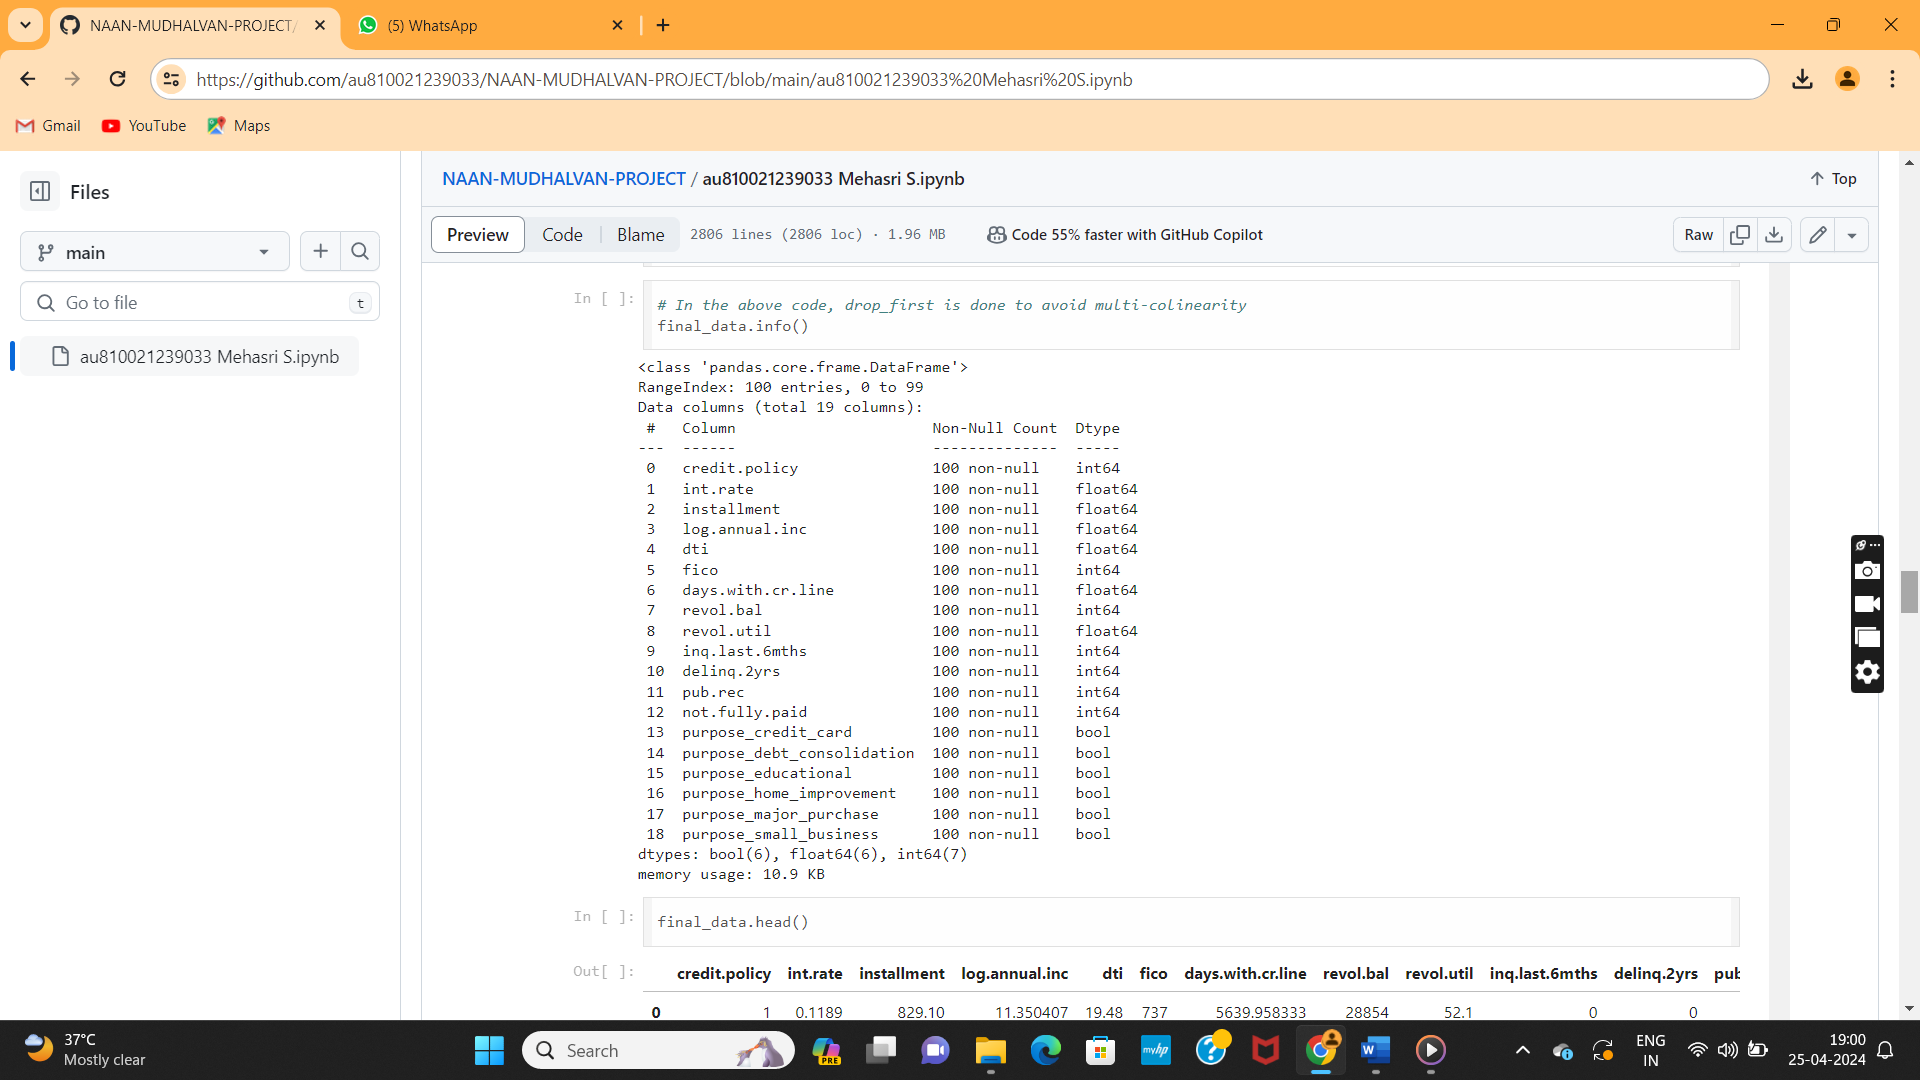 NAAN-MUDHALVAN-PROJECT/
(5) WhatsApp
https://github.com/au810021239033/NAAN-MUDHALVAN-PROJECT/blob/main/au810021239033%20Mehasri%20S.ipynb
Gmail YouTube Maps
Files
NAAN-MUDHALVAN-PROJECT / au810021239033 Mehasri S.ipynb
Top
main
Preview Code Blame 2806 lines (2806 loc) · 1.96 MB Code 55% faster with GitHub Copilot Raw
Go to file t
au810021239033 Mehasri S.ipynb
In [ ]:
# In the above code, drop_first is done to avoid multi-colinearity
final_data.info()
<class 'pandas.core.frame.DataFrame'>
RangeIndex: 100 entries, 0 to 99
Data columns (total 19 columns):
# Column Non-Null Count Dtype
--- ------ -------------- -----
0 credit.policy 100 non-null int64
1 int.rate 100 non-null float64
2 installment 100 non-null float64
3 log.annual.inc 100 non-null float64
4 dti 100 non-null float64
5 fico 100 non-null int64
6 days.with.cr.line 100 non-null float64
7 revol.bal 100 non-null int64
8 revol.util 100 non-null float64
9 inq.last.6mths 100 non-null int64
10 delinq.2yrs 100 non-null int64
11 pub.rec 100 non-null int64
12 not.fully.paid 100 non-null int64
13 purpose_credit_card 100 non-null bool
14 purpose_debt_consolidation 100 non-null bool
15 purpose_educational 100 non-null bool
16 purpose_home_improvement 100 non-null bool
17 purpose_major_purchase 100 non-null bool
18 purpose_small_business 100 non-null bool
dtypes: bool(6), float64(6), int64(7)
memory usage: 10.9 KB
In [ ]:
final_data.head()
Out[ ]:
credit.policy int.rate installment log.annual.inc dti fico days.with.cr.line revol.bal revol.util inq.last.6mths delinq.2yrs pub
0 1 0.1189 829.10 11.350407 19.48 737 5639.958333 28854 52.1 0 0
37°C
Mostly clear
Search
PRE
myhp
ENG
IN
19:00
25-04-2024